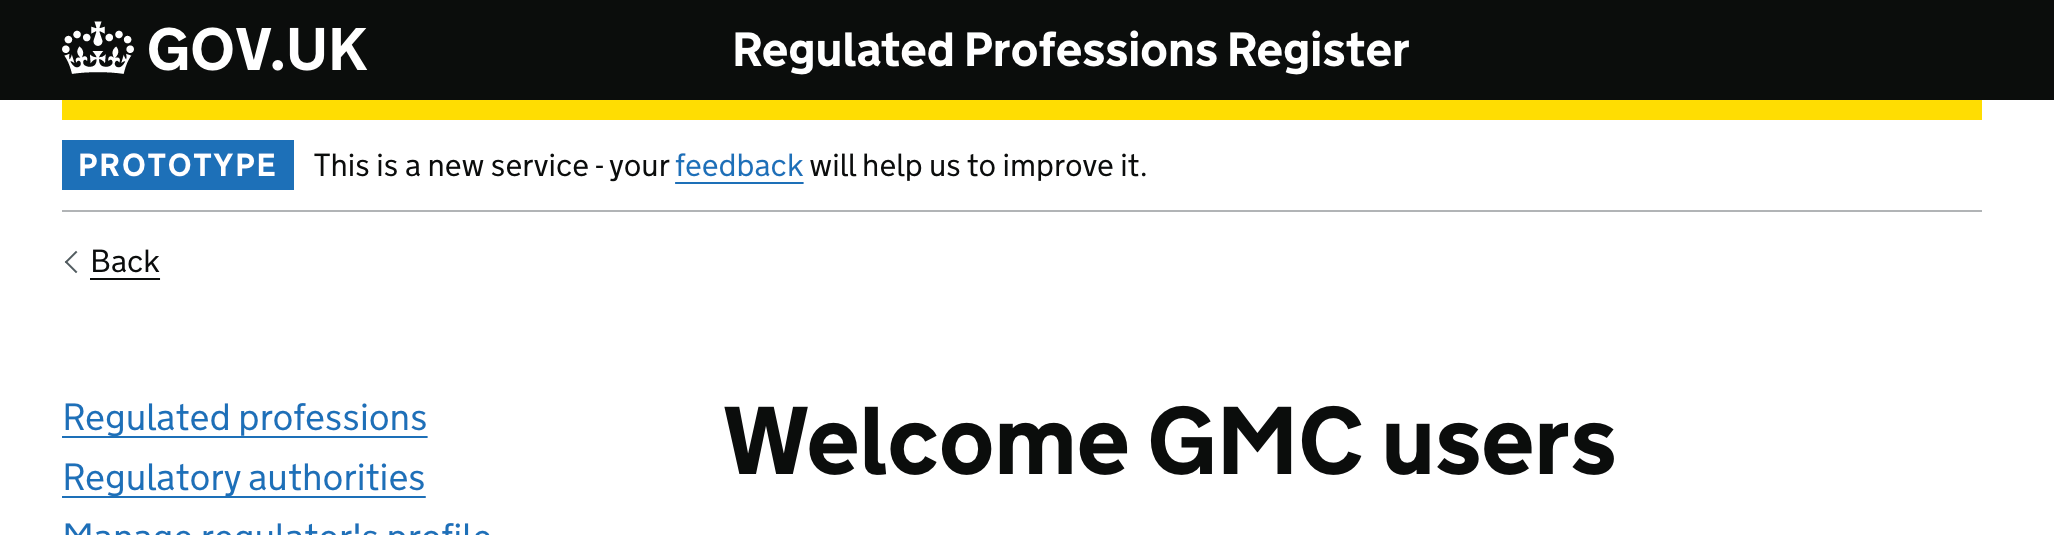 GOV.UK
Regulated Professions Register
PROTOTYPE This is a new service - your feedback will help us to improve it.
Back
Regulated professions
Regulatory authorities
Manage regulator's profile
Welcome GMC users